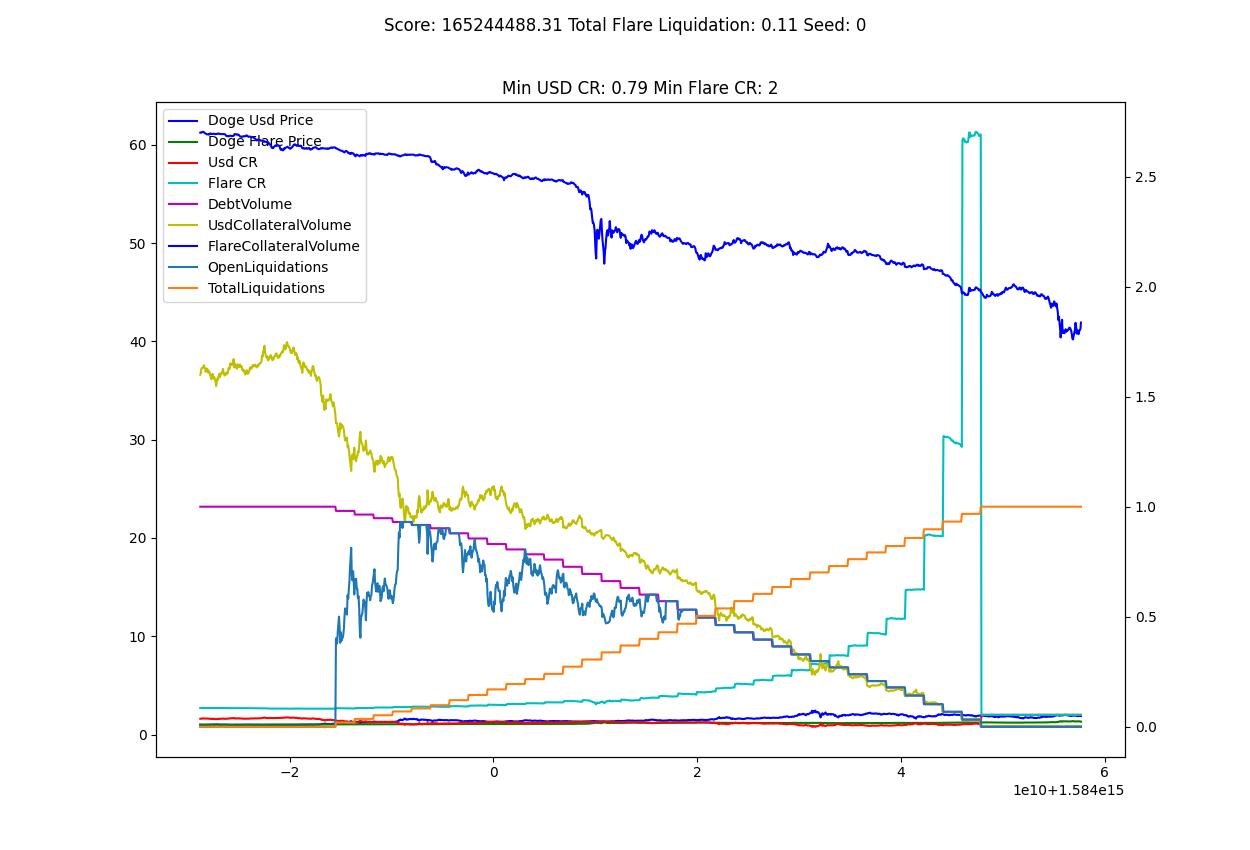 Score: 165244488.31 Total Flare Liquidation: 0.11 Seed: 0
Min USD CR: 0.79 Min Flare CR: 2
Doge Usd Price
Doge Flare Price
Usd CR
Flare CR
DebtVolume
UsdCollateralVolume
FlareCollateralVolume
OpenLiquidations
TotalLiquidations
60
50
40
30
20
10
0
2.5
2.0
1.5
1.0
0.5
0.0
−2
0
2
4
6
1e10+1.584e15